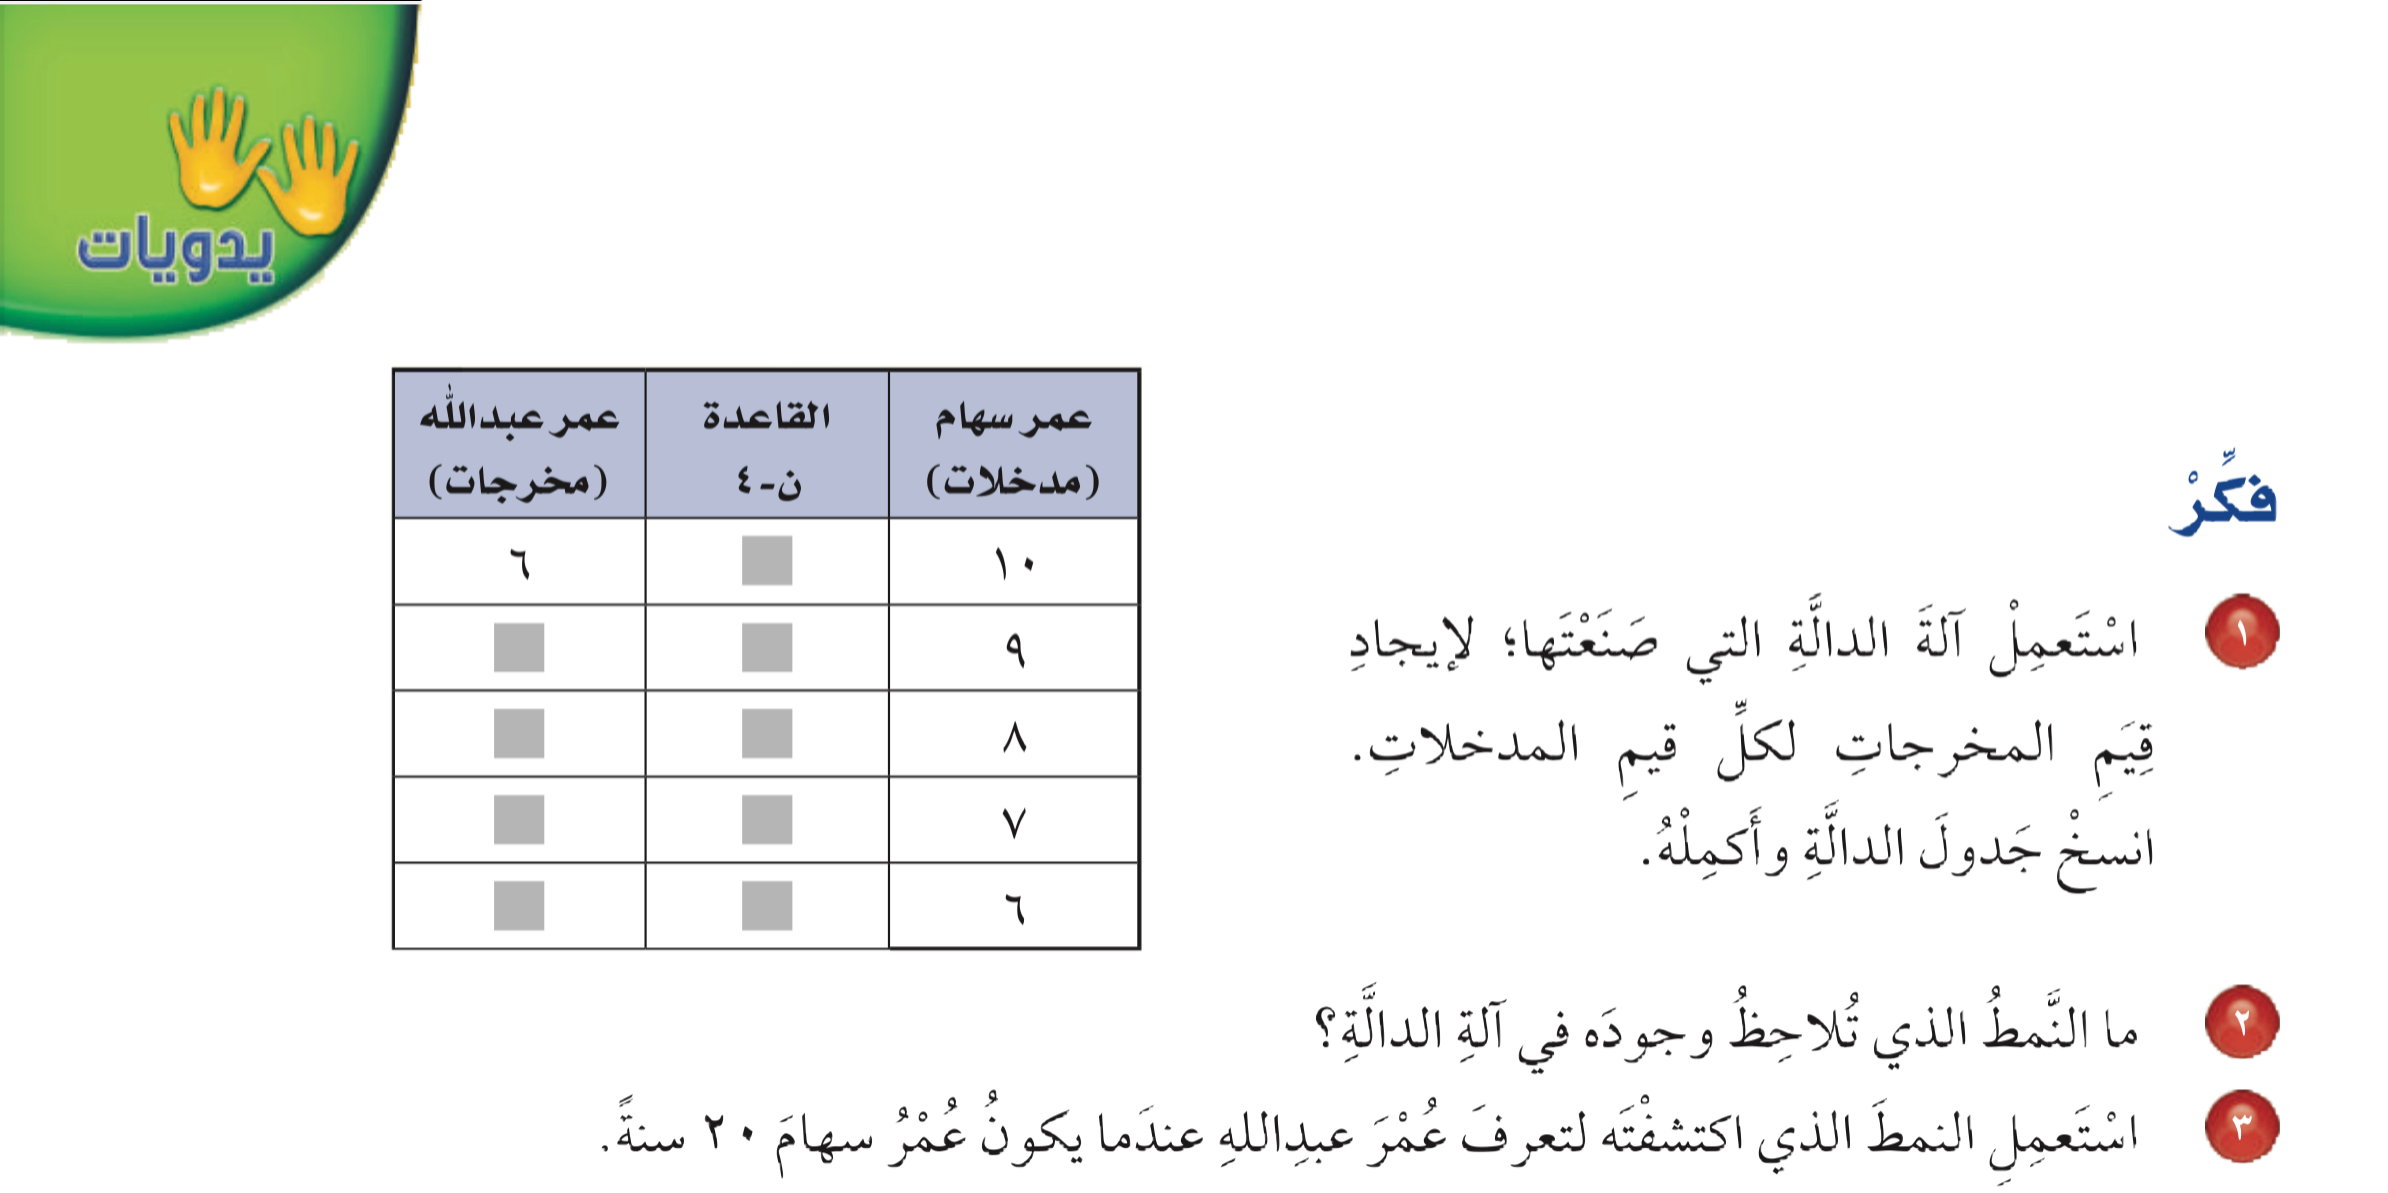 يدويات
عمر سهام القاعدة عمر عبدالله
(مدخلات) ن-٤ (مخرجات)
١٠ ٦
٩
٨
٧
٦
فكِّرْ
١ اسْتَعمِلْ آلةَ الدالَّةِ التي صَنَعْتَها؛ لإيجادِ
قِيَمِ المخرجاتِ لكلِّ قيمِ المدخلاتِ.
انسخْ جَدولَ الدالَّةِ وأَكمِلْهُ.
٢ ما النَّمطُ الذي تُلاحِظُ وجودَه في آلةِ الدالَّةِ؟
٣ اسْتَعمِلِ النمطَ الذي اكتشفْتَه لتعرفَ عُمْرَ عبدِاللهِ عندَما يكونُ عُمْرُ سهامَ ٢٠ سنةً.